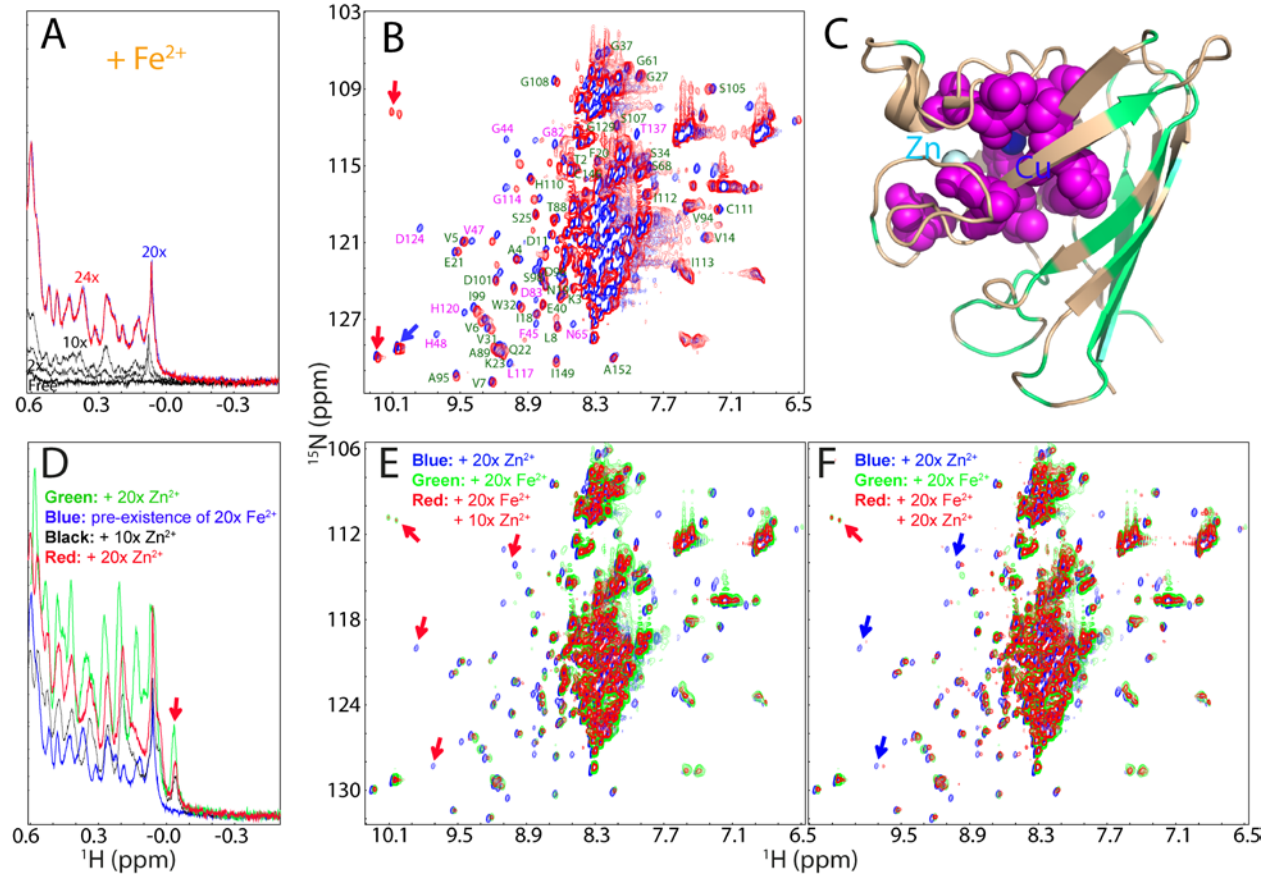 A
+ Fe²⁺
24x
20x
10x
2x
Free
0.6 0.3 -0.0 -0.3
B
103
109
115
121
127
¹⁵N (ppm)
10.1 9.5 8.9 8.3 7.7 7.1 6.5
G37
G61
G27
G108
S105
S107
G129
T137
G44
G82
F20
S34
T2
S68
H110
G114
T88
I112
S25
V94
C111
D124
V47
V5
D11
V14
E21
A4
I113
D101
S98
I99
D83
K3
W32
E40
H120
I18
V6
F45
N65
L8
H48
V31
A89
Q22
K23
L117
I149
A152
A95
V7
C
Zn
Cu
D
Green: + 20x Zn²⁺
Blue: pre-existence of 20x Fe²⁺
Black: + 10x Zn²⁺
Red: + 20x Zn²⁺
0.6 0.3 -0.0 -0.3
¹H (ppm)
E
Blue: + 20x Zn²⁺
Green: + 20x Fe²⁺
Red: + 20x Fe²⁺
+ 10x Zn²⁺
106
112
118
124
130
10.1 9.5 8.9 8.3 7.7 7.1 6.5
F
Blue: + 20x Zn²⁺
Green: + 20x Fe²⁺
Red: + 20x Fe²⁺
+ 20x Zn²⁺
9.5 8.9 8.3 7.7 7.1 6.5
¹H (ppm)